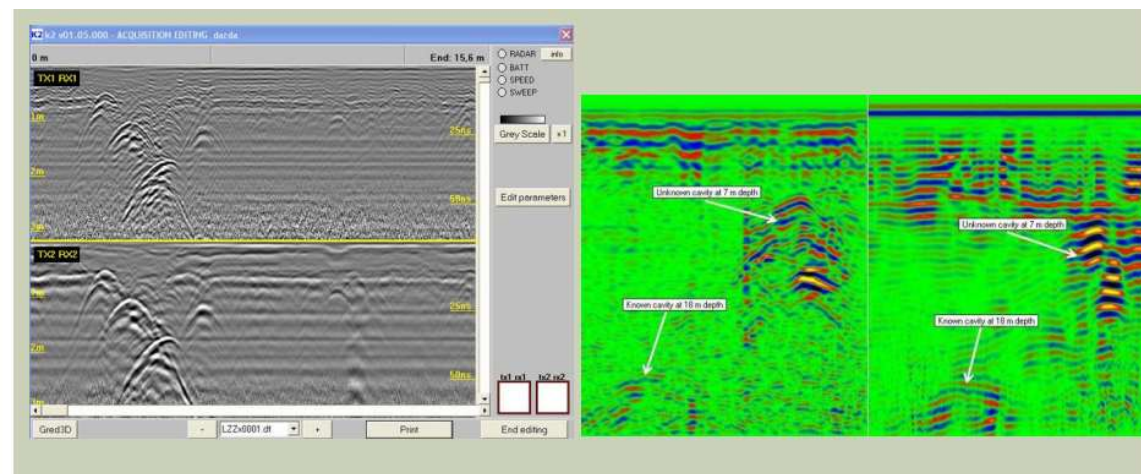 K2 k2 v01.05.000 - ACQUISITION EDITING darda
0 m
End: 15,6 m
RADAR
info
BATT
SPEED
SWEEP
TX1 RX1
1m
25ns
2m
50ns
Grey Scale
x1
Edit parameters
TX2 RX2
25ns
2m
50ns
tx1 rx1
tx2 rx2
Gred3D
-
LZZx0001.dt
+
Print
End editing
Unknown cavity at 7 m depth
Known cavity at 18 m depth
Unknown cavity at 7 m depth
Known cavity at 18 m depth